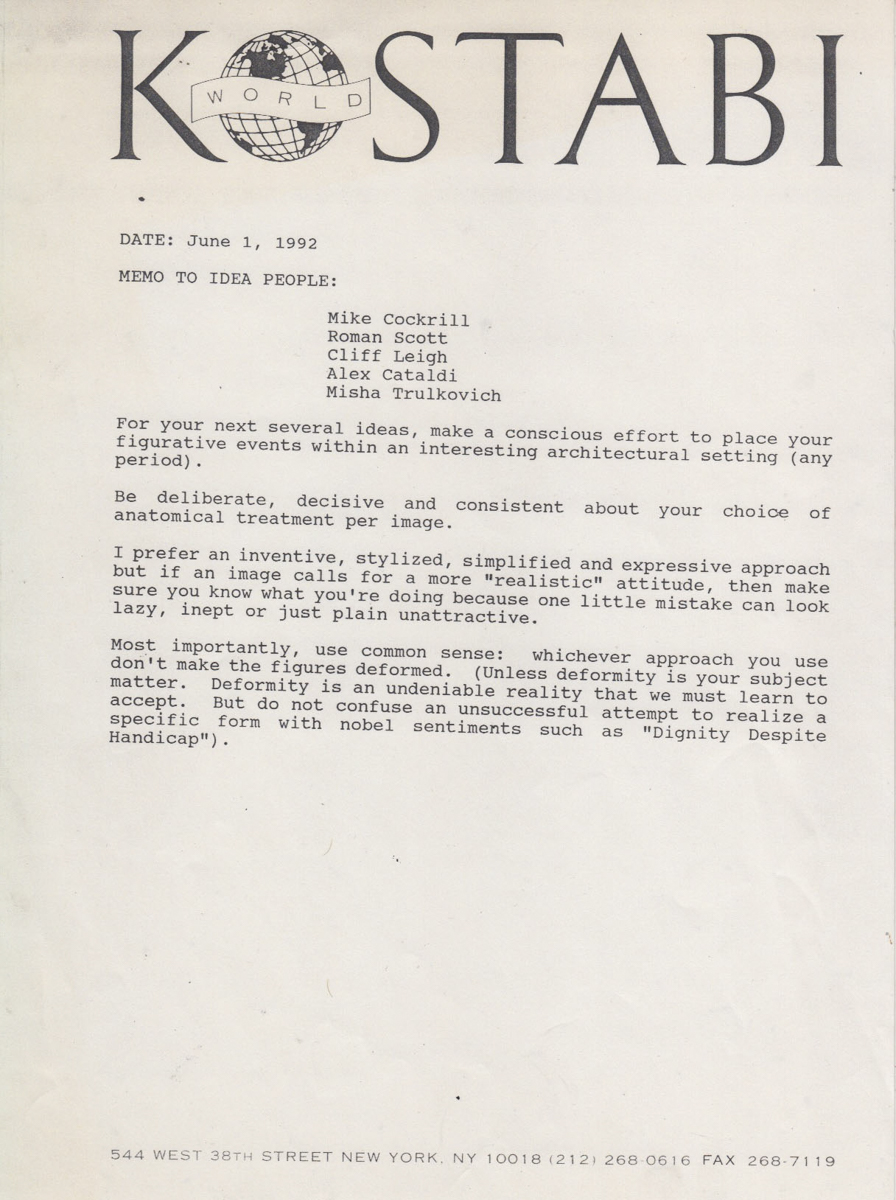 KOSTABI
WORLD
DATE: June 1, 1992
MEMO TO IDEA PEOPLE:
Mike Cockrill
Roman Scott
Cliff Leigh
Alex Cataldi
Misha Trulkovich
For your next several ideas, make a conscious effort to place your
figurative events within an interesting architectural setting (any
period).
Be deliberate, decisive and consistent about your choice of
anatomical treatment per image.
I prefer an inventive, stylized, simplified and expressive approach
but if an image calls for a more "realistic" attitude, then make
sure you know what you're doing because one little mistake can look
lazy, inept or just plain unattractive.
Most importantly, use common sense: whichever approach you use
don't make the figures deformed. (Unless deformity is your subject
matter. Deformity is an undeniable reality that we must learn to
accept. But do not confuse an unsuccessful attempt to realize a
specific form with nobel sentiments such as "Dignity Despite
Handicap").
544 WEST 38TH STREET NEW YORK, NY 10018 (212) 268-0616 FAX 268-7119